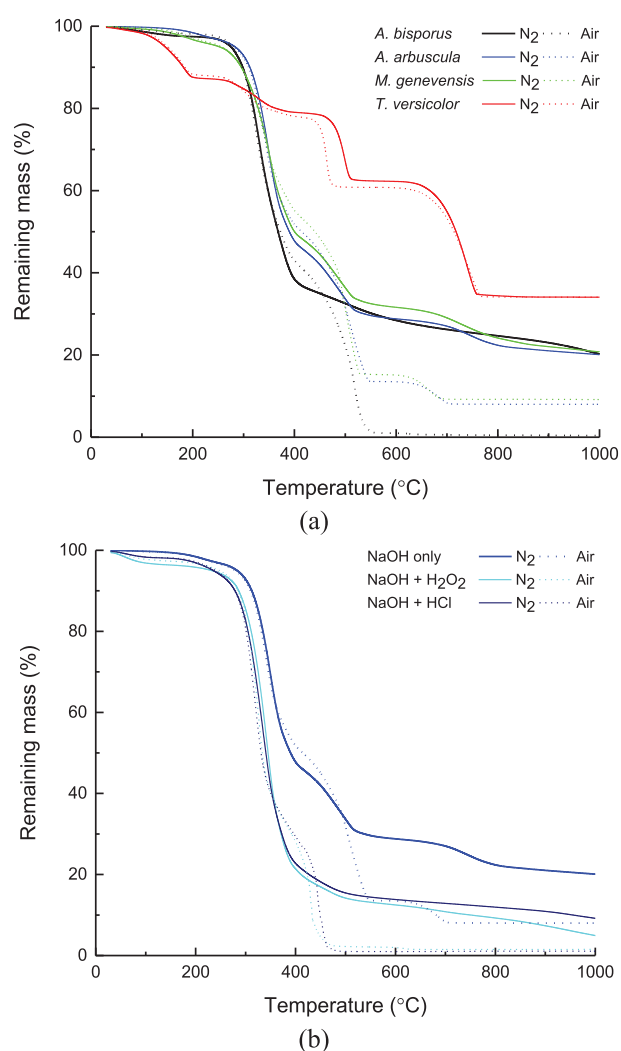 A. bisporus N2 Air
A. arbuscula N2 Air
M. genevensis N2 Air
T. versicolor N2 Air
Remaining mass (%)
100
80
60
40
20
0
0 200 400 600 800 1000
Temperature (°C)
(a)
NaOH only N2 Air
NaOH + H2O2 N2 Air
NaOH + HCl N2 Air
Remaining mass (%)
100
80
60
40
20
0
0 200 400 600 800 1000
Temperature (°C)
(b)